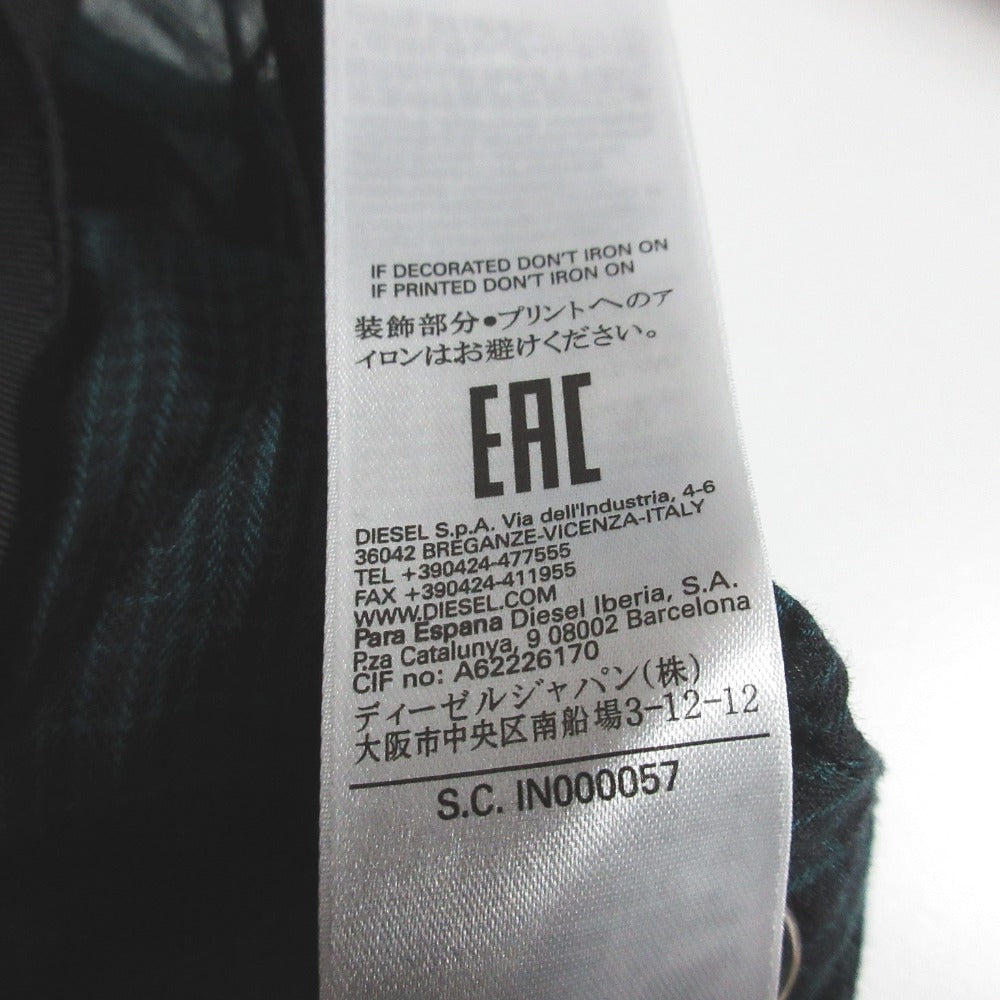 IF DECORATED DON'T IRON ON
IF PRINTED DON'T IRON ON
装飾部分●プリントへのア
イロンはお避けください。
EAC
DIESEL S.p.A. Via dell'Industria, 4-6
36042 BREGANZE-VICENZA-ITALY
TEL +390424-477555
FAX +390424-411955
WWW.DIESEL.COM
Para Espana Diesel Iberia, S.A.
P.za Catalunya, 9 08002 Barcelona
CIF no: A62226170
ディーゼルジャパン(株)
大阪市中央区南船場3-12-12
S.C. IN000057